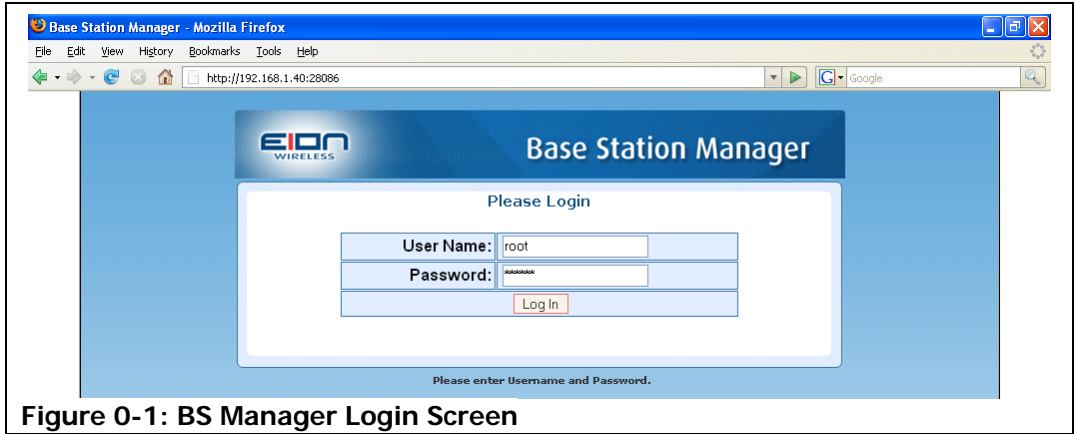 Base Station Manager - Mozilla Firefox
File Edit View History Bookmarks Tools Help
http://192.168.1.40:28086
G Google
EION
WIRELESS
Base Station Manager
Please Login
User Name: root
Password: ******
Log In
Please enter Username and Password.
Figure 0-1: BS Manager Login Screen